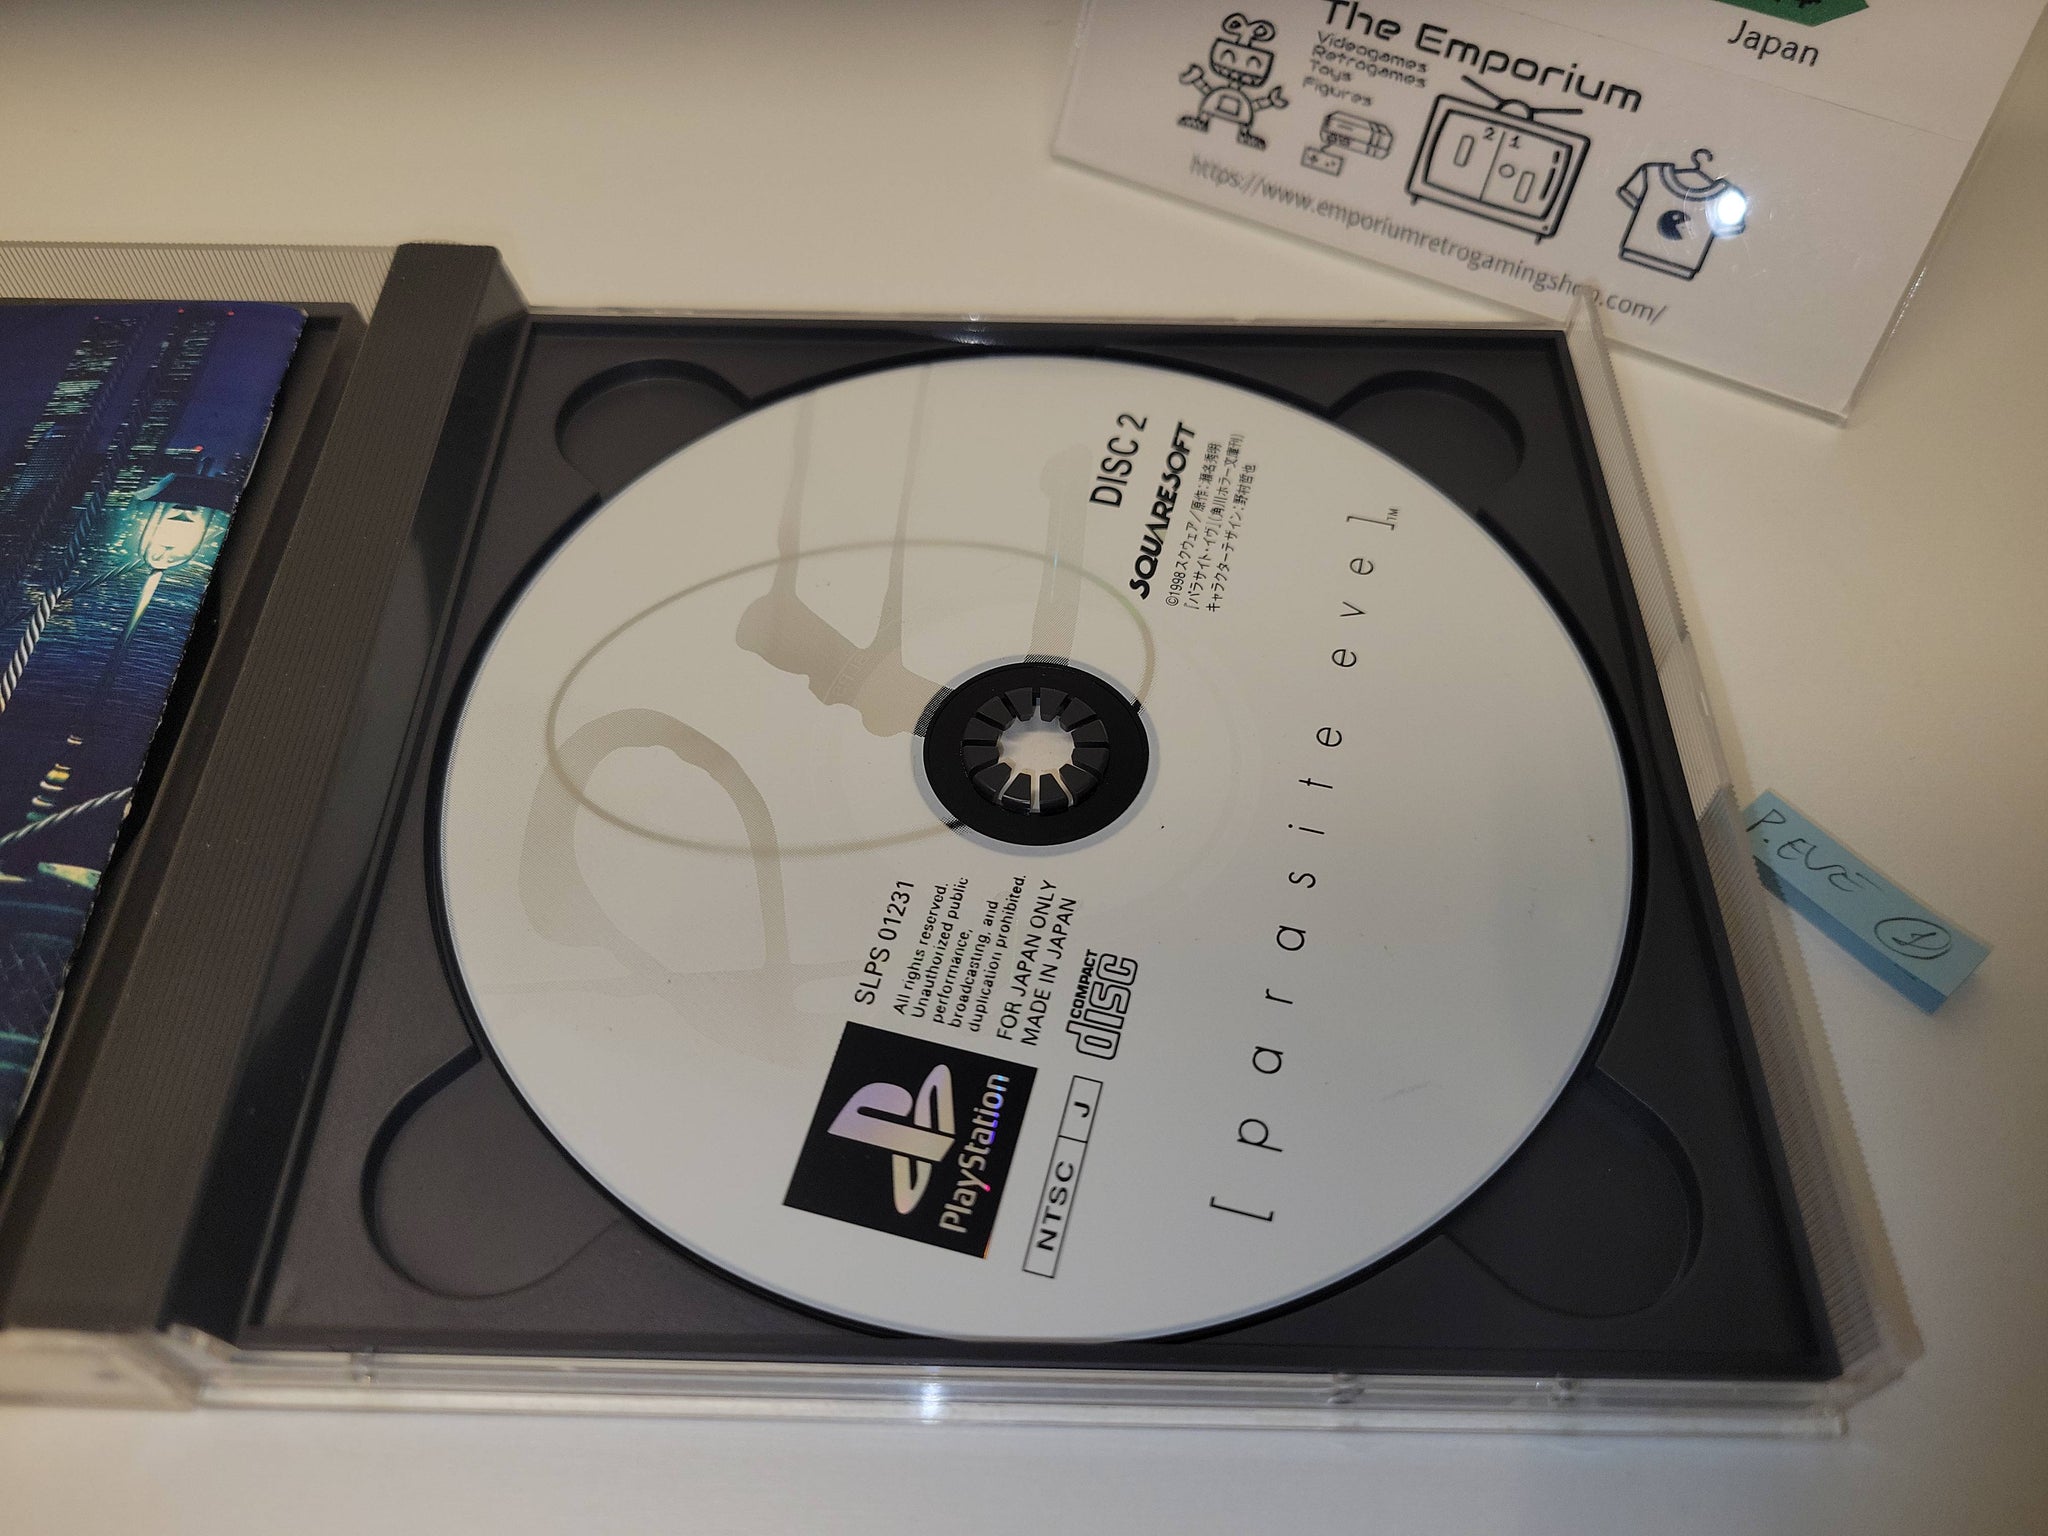 Japan
The Emporium
Videogames
Retrogames
Toys
Figures
2 1
https://www.emporiumretrogamingshop.com/
DISC 2
SQUARESOFT
©1998スクウェア/原作:瀬名秀明
『パラサイト・イヴ』(角川ホラー文庫刊)
キャラクターデザイン:野村哲也
[parasite eve]™
SLPS 01231
All rights reserved.
Unauthorized public
performance,
broadcasting, and
duplication prohibited.
FOR JAPAN ONLY
MADE IN JAPAN
COMPACT
disc
PlayStation
NTSC J
P.EVE
1